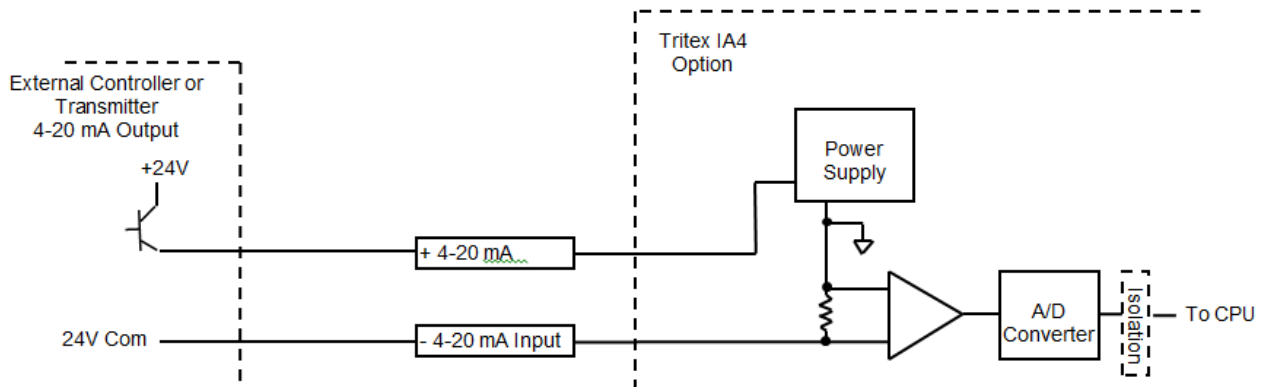 Tritex IA4
Option
External Controller or
Transmitter
4-20 mA Output
+24V
Power
Supply
+ 4-20 mA
A/D
Converter
Isolation
To CPU
24V Com
- 4-20 mA Input